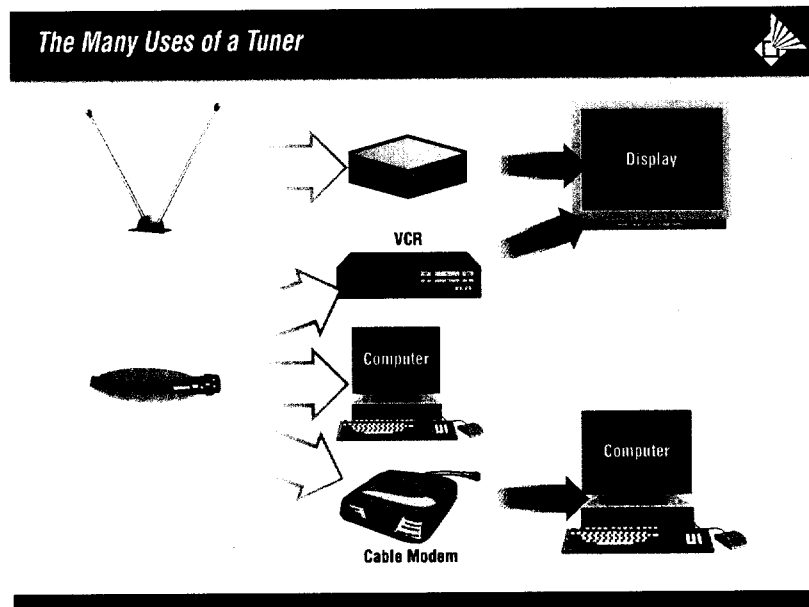 The Many Uses of a Tuner
Display
VCR
Computer
Computer
Cable Modem